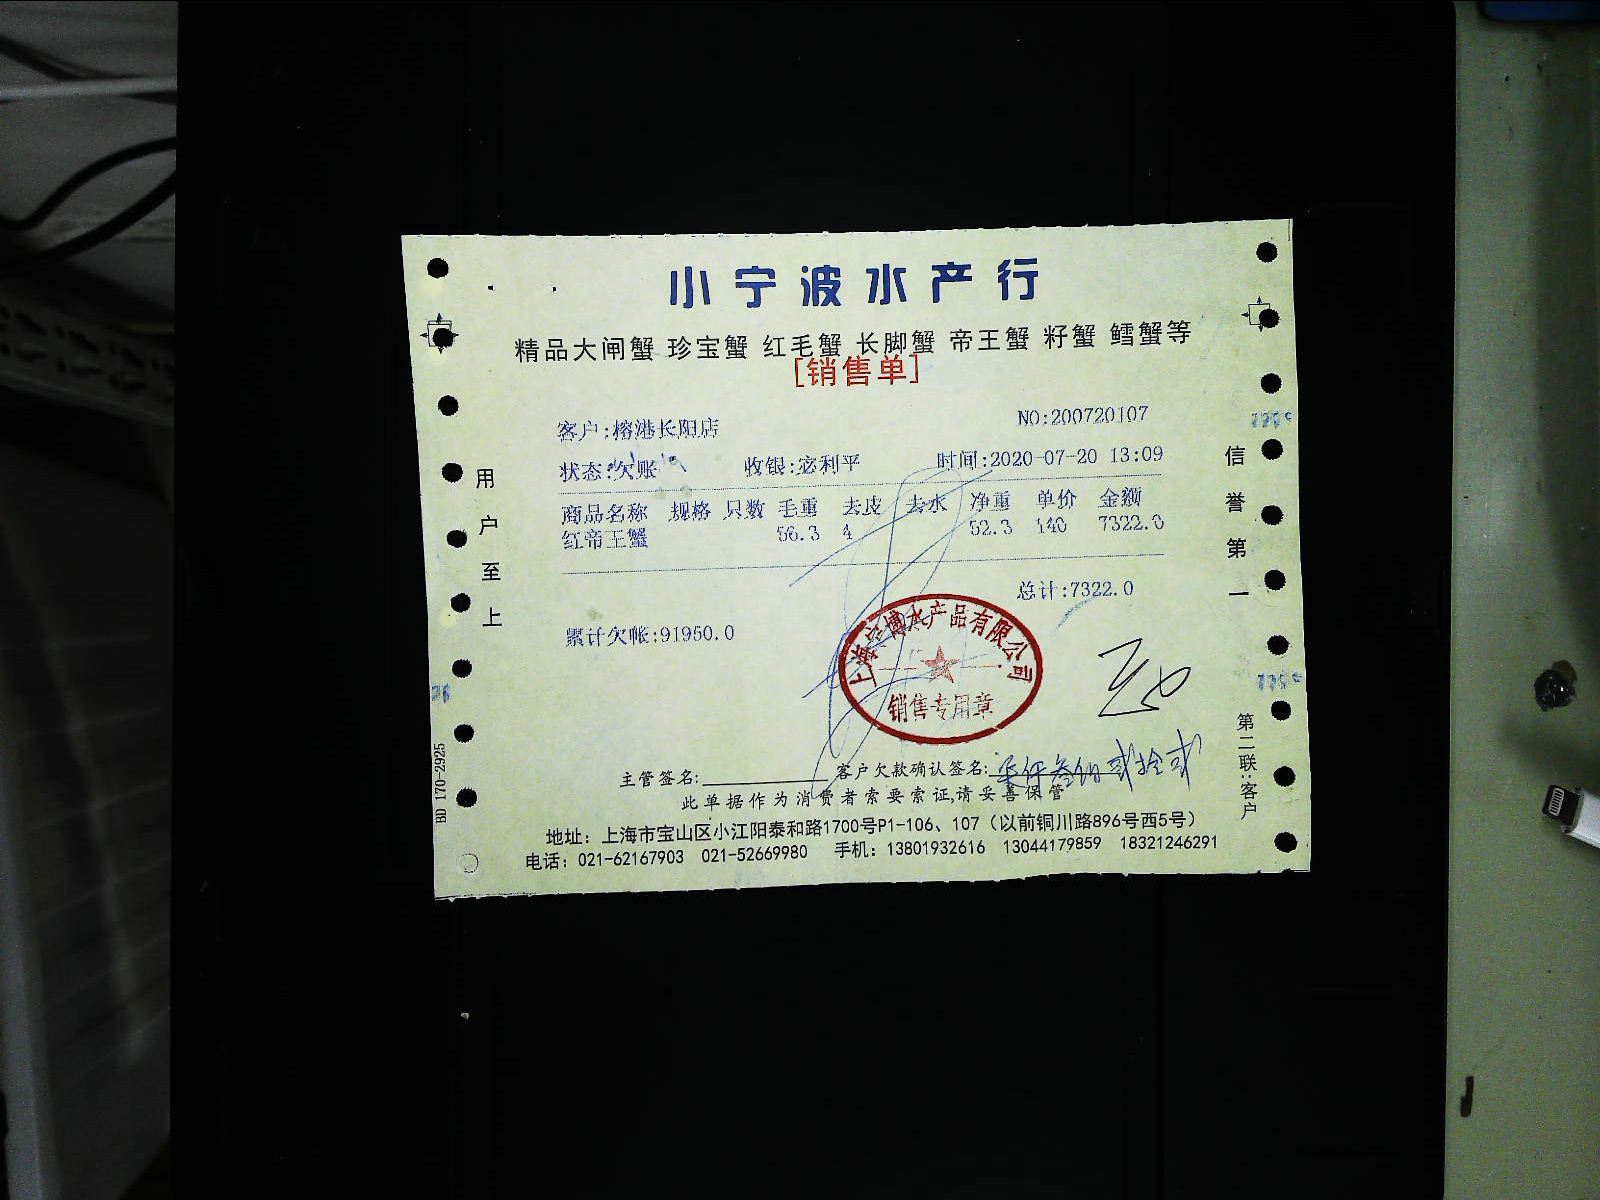 小宁波水产行
精品大闸蟹 珍宝蟹 红毛蟹 长脚蟹 帝王蟹 籽蟹 鳕蟹等
[销售单]
客户:榕港长阳店 NO:200720107
状态:欠账 收银:宓利平 时间:2020-07-20 13:09
商品名称 规格 只数 毛重 去皮 去水 净重 单价 金额
红帝王蟹 56.3 4 52.3 140 7322.0
总计:7322.0
累计欠帐:91950.0
上海宁博水产品有限公司
销售专用章
主管签名: 客户欠款确认签名:柒仟叁佰贰拾贰
此单据作为消费者索要索证,请妥善保管
地址：上海市宝山区小江阳泰和路1700号P1-106、107（以前铜川路896号西5号）
电话：021-62167903 021-52669980 手机：13801932616 13044179859 18321246291
用户至上
信誉第一
第二联:客户
BD 170-2925